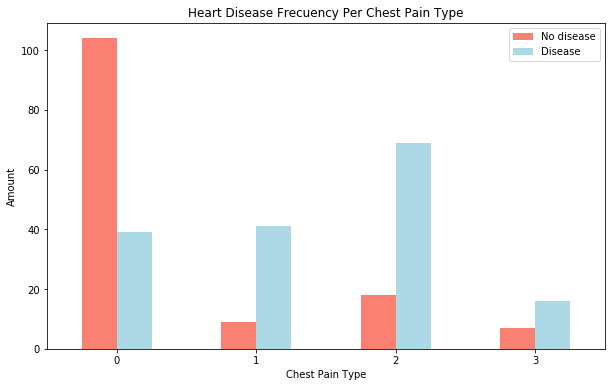 Heart Disease Frecuency Per Chest Pain Type
No disease
Disease
100
80
60
40
20
0
Amount
0 1 2 3
Chest Pain Type